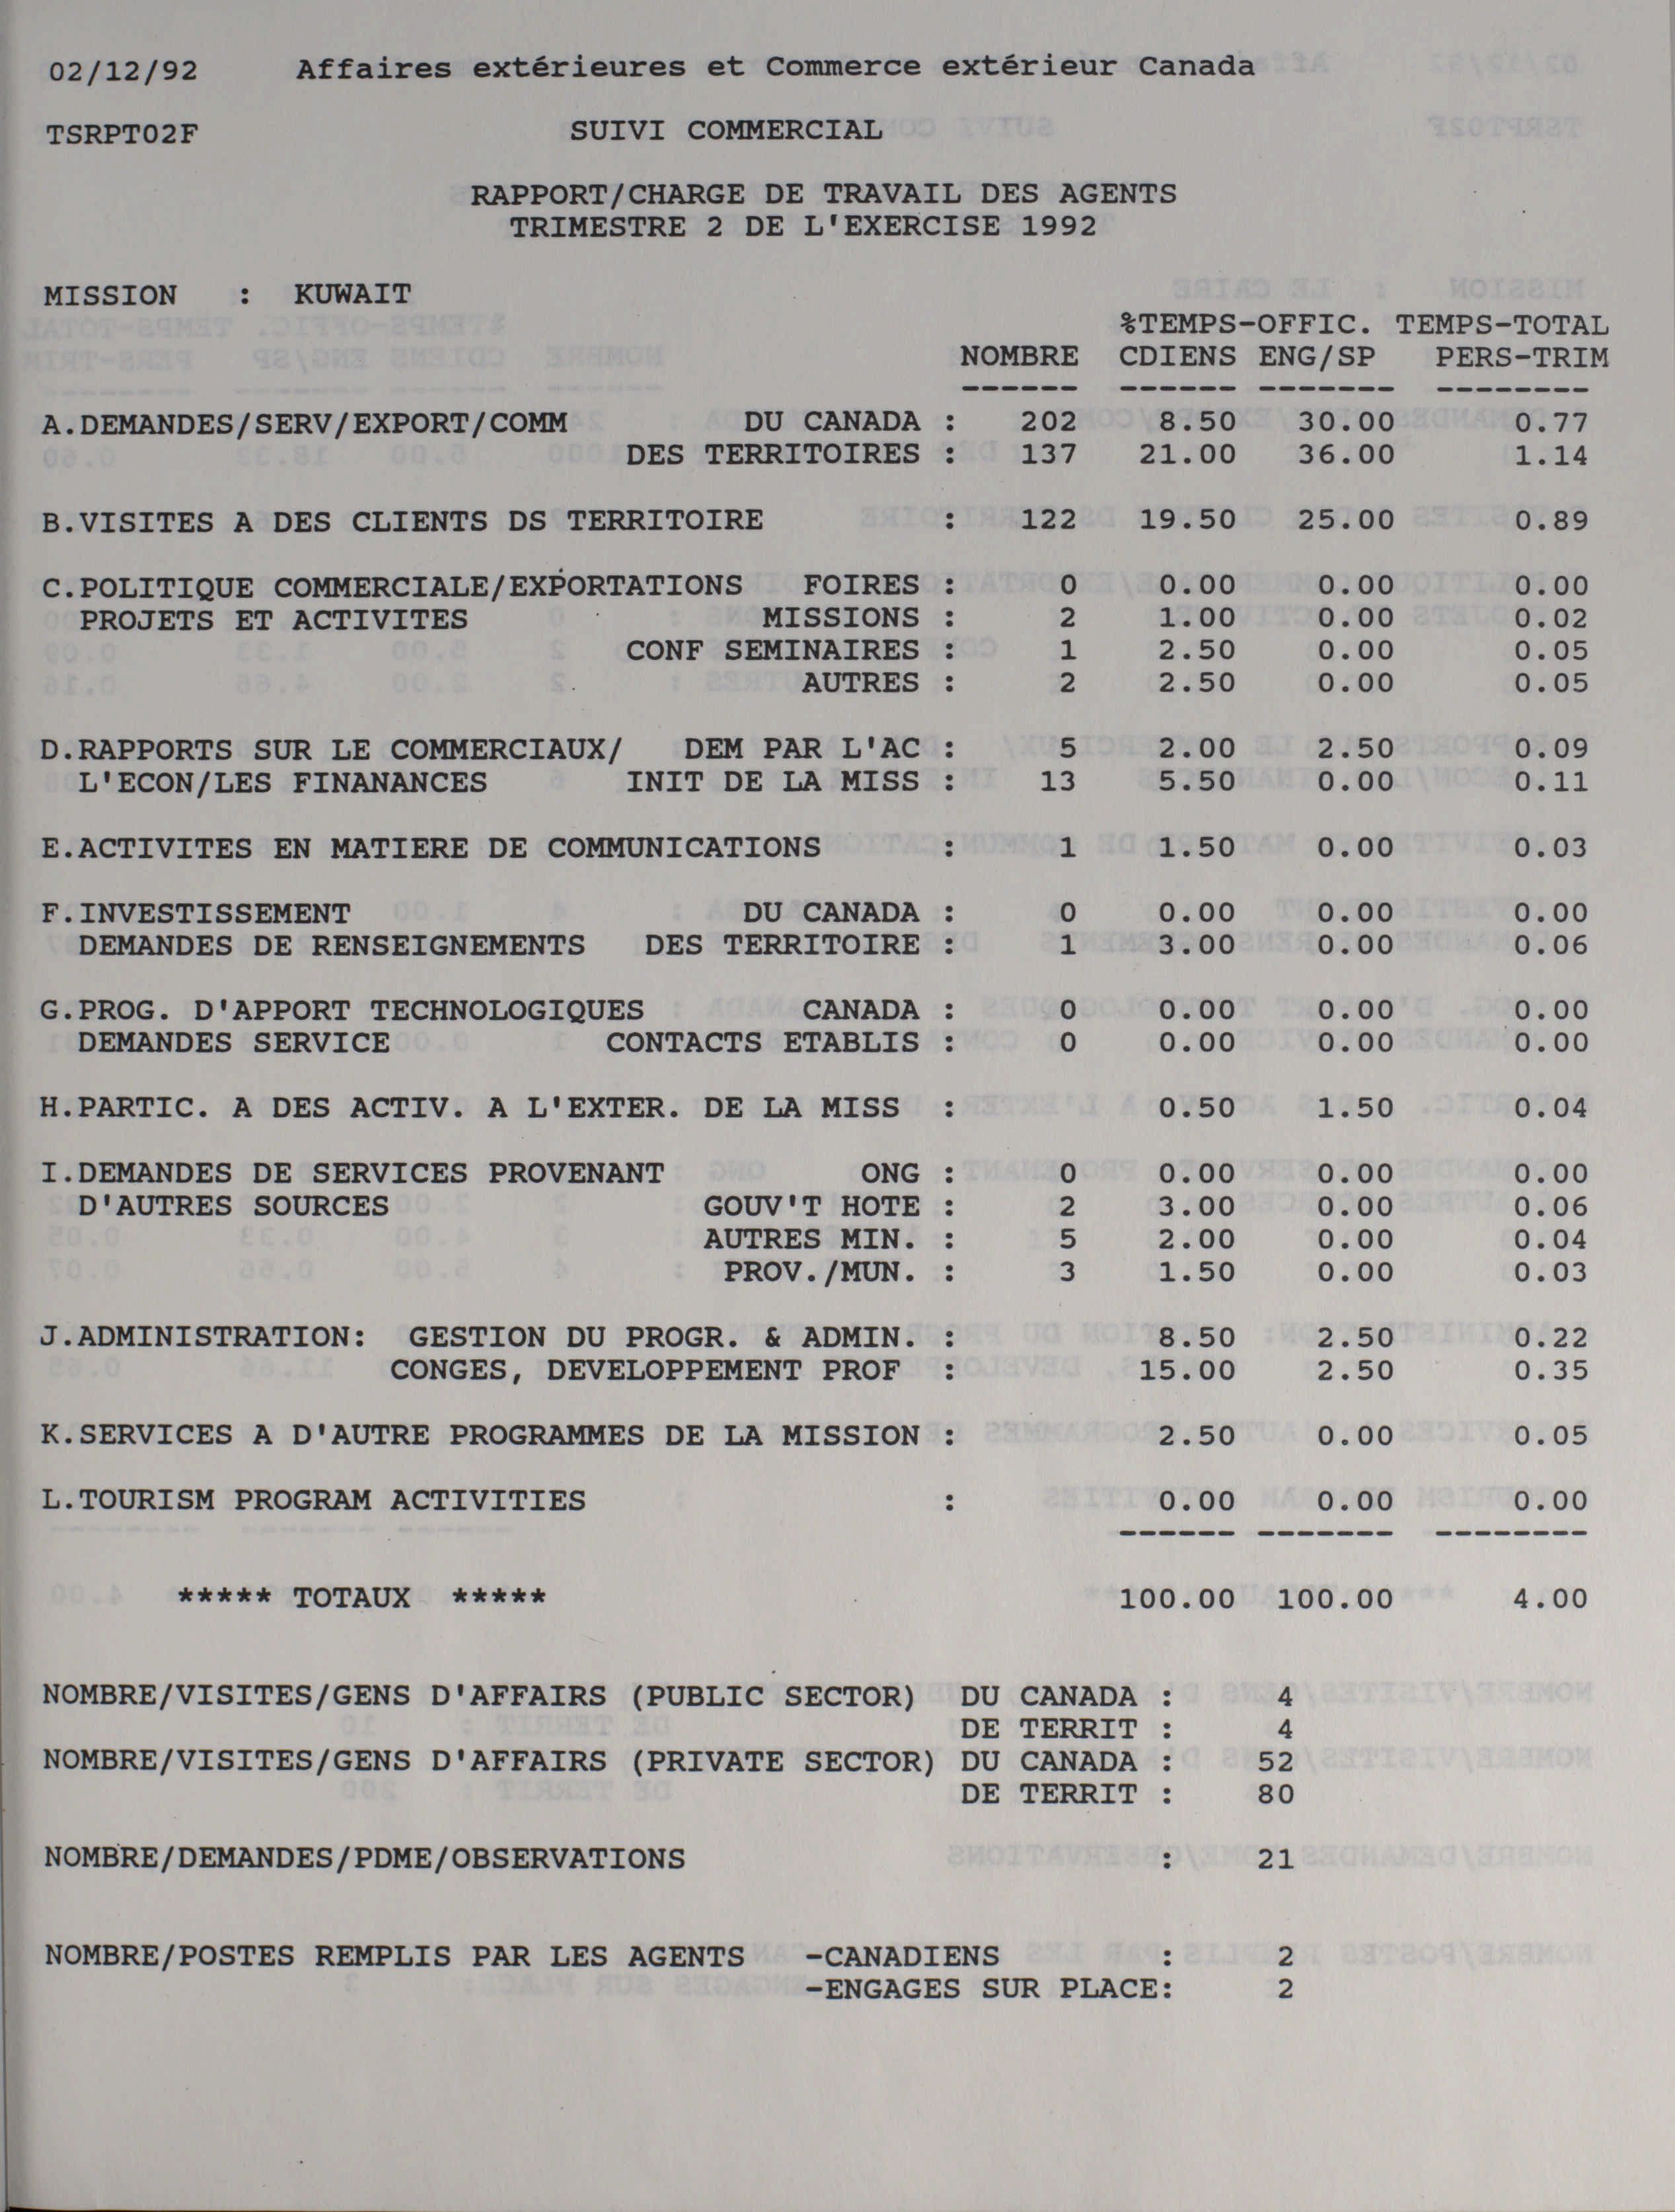 02/12/92 Affaires extérieures et Commerce extérieur Canada
TSRPT02F SUIVI COMMERCIAL
RAPPORT/CHARGE DE TRAVAIL DES AGENTS
TRIMESTRE 2 DE L'EXERCISE 1992
MISSION : KUWAIT
%TEMPS-OFFIC. TEMPS-TOTAL
NOMBRE CDIENS ENG/SP PERS-TRIM
------ ------ ------- --------
A.DEMANDES/SERV/EXPORT/COMM DU CANADA : 202 8.50 30.00 0.77
DES TERRITOIRES : 137 21.00 36.00 1.14
B.VISITES A DES CLIENTS DS TERRITOIRE : 122 19.50 25.00 0.89
C.POLITIQUE COMMERCIALE/EXPORTATIONS FOIRES : 0 0.00 0.00 0.00
PROJETS ET ACTIVITES MISSIONS : 2 1.00 0.00 0.02
CONF SEMINAIRES : 1 2.50 0.00 0.05
AUTRES : 2 2.50 0.00 0.05
D.RAPPORTS SUR LE COMMERCIAUX/ DEM PAR L'AC : 5 2.00 2.50 0.09
L'ECON/LES FINANANCES INIT DE LA MISS : 13 5.50 0.00 0.11
E.ACTIVITES EN MATIERE DE COMMUNICATIONS : 1 1.50 0.00 0.03
F.INVESTISSEMENT DU CANADA : 0 0.00 0.00 0.00
DEMANDES DE RENSEIGNEMENTS DES TERRITOIRE : 1 3.00 0.00 0.06
G.PROG. D'APPORT TECHNOLOGIQUES CANADA : 0 0.00 0.00 0.00
DEMANDES SERVICE CONTACTS ETABLIS : 0 0.00 0.00 0.00
H.PARTIC. A DES ACTIV. A L'EXTER. DE LA MISS : 0.50 1.50 0.04
I.DEMANDES DE SERVICES PROVENANT ONG : 0 0.00 0.00 0.00
D'AUTRES SOURCES GOUV'T HOTE : 2 3.00 0.00 0.06
AUTRES MIN. : 5 2.00 0.00 0.04
PROV./MUN. : 3 1.50 0.00 0.03
J.ADMINISTRATION: GESTION DU PROGR. & ADMIN. : 8.50 2.50 0.22
CONGES, DEVELOPPEMENT PROF : 15.00 2.50 0.35
K.SERVICES A D'AUTRE PROGRAMMES DE LA MISSION : 2.50 0.00 0.05
L.TOURISM PROGRAM ACTIVITIES : 0.00 0.00 0.00
------ ------- --------
***** TOTAUX ***** 100.00 100.00 4.00
NOMBRE/VISITES/GENS D'AFFAIRS (PUBLIC SECTOR) DU CANADA : 4
DE TERRIT : 4
NOMBRE/VISITES/GENS D'AFFAIRS (PRIVATE SECTOR) DU CANADA : 52
DE TERRIT : 80
NOMBRE/DEMANDES/PDME/OBSERVATIONS : 21
NOMBRE/POSTES REMPLIS PAR LES AGENTS -CANADIENS : 2
-ENGAGES SUR PLACE: 2